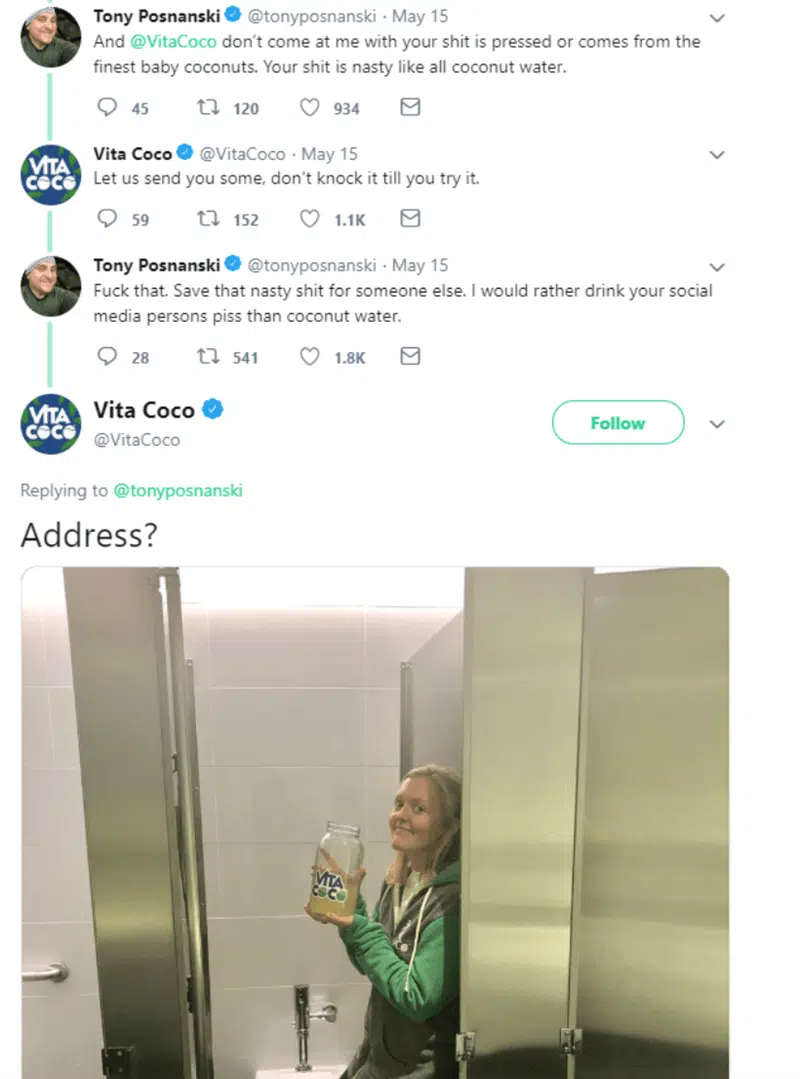 Tony Posnanski @tonyposnanski · May 15
And @VitaCoco don't come at me with your shit is pressed or comes from the
finest baby coconuts. Your shit is nasty like all coconut water.
45 120 934
VITA
COCO
Vita Coco @VitaCoco · May 15
Let us send you some, don't knock it till you try it.
59 152 1.1K
Tony Posnanski @tonyposnanski · May 15
Fuck that. Save that nasty shit for someone else. I would rather drink your social
media persons piss than coconut water.
28 541 1.8K
VITA
COCO
Vita Coco
@VitaCoco
Follow
Replying to @tonyposnanski
Address?
VITA
COCO